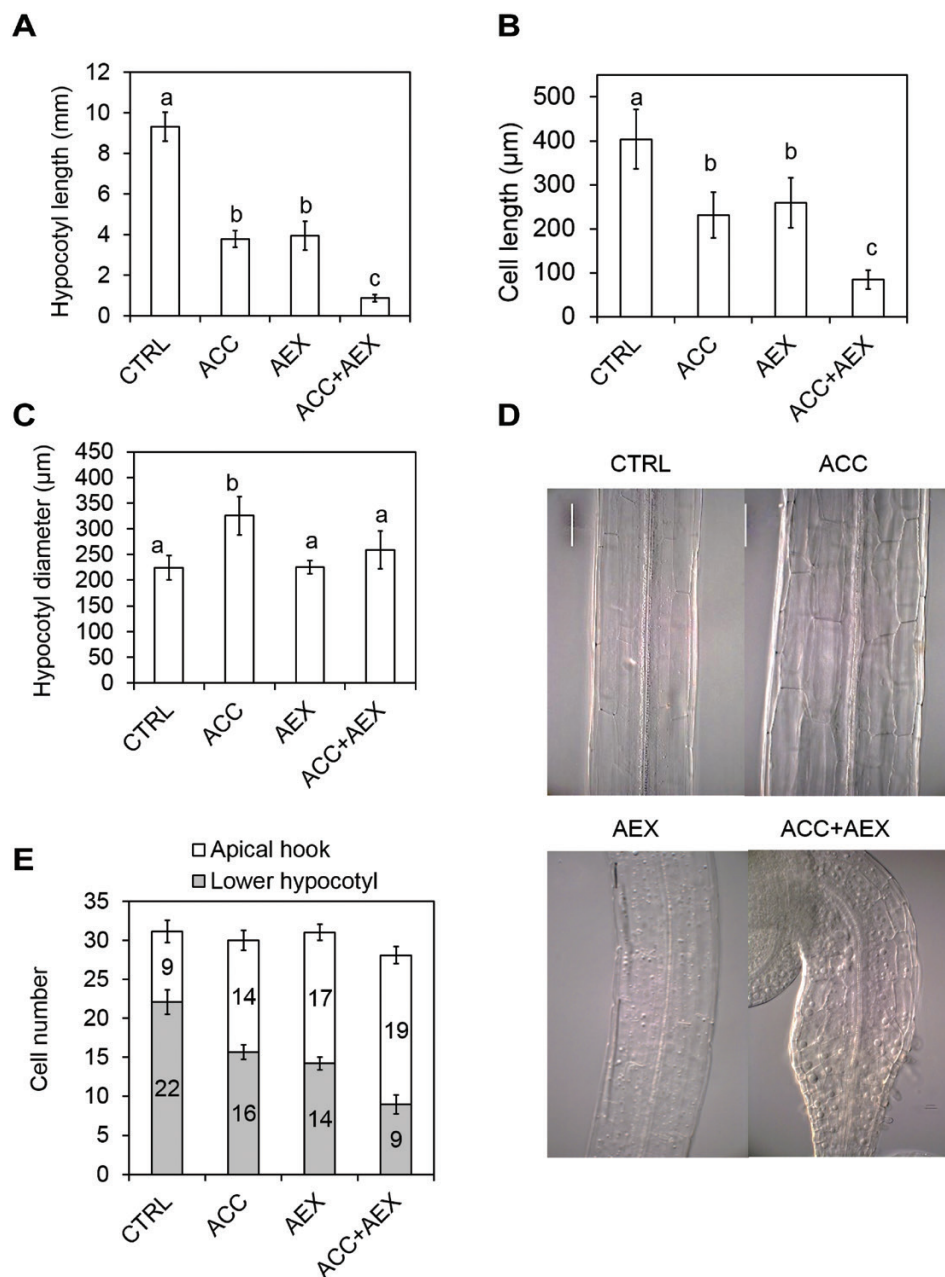 A
Hypocotyl length (mm)
12
10
8
6
4
2
0
a
b
b
c
CTRL
ACC
AEX
ACC+AEX
B
Cell length (µm)
500
400
300
200
100
0
a
b
b
c
CTRL
ACC
AEX
ACC+AEX
C
Hypocotyl diameter (µm)
450
400
350
300
250
200
150
100
50
0
a
b
a
a
CTRL
ACC
AEX
ACC+AEX
D
CTRL
ACC
AEX
ACC+AEX
E
Apical hook
Lower hypocotyl
Cell number
35
30
25
20
15
10
5
0
9
14
17
19
22
16
14
9
CTRL
ACC
AEX
ACC+AEX